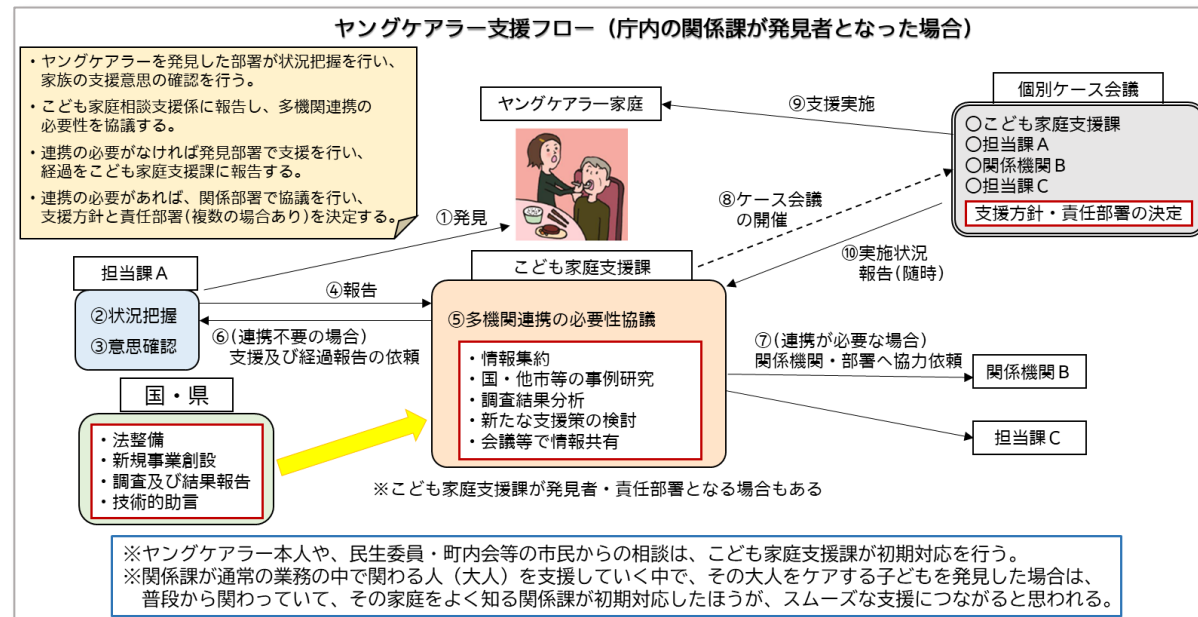 ヤングケアラー支援フロー（庁内の関係課が発見者となった場合）
・ヤングケアラーを発見した部署が状況把握を行い、
家族の支援意思の確認を行う。
・こども家庭相談支援係に報告し、多機関連携の
必要性を協議する。
・連携の必要がなければ発見部署で支援を行い、
経過をこども家庭支援課に報告する。
・連携の必要があれば、関係部署で協議を行い、
支援方針と責任部署(複数の場合あり)を決定する。
ヤングケアラー家庭
⑨支援実施
個別ケース会議
〇こども家庭支援課
〇担当課Ａ
〇関係機関Ｂ
〇担当課Ｃ
支援方針・責任部署の決定
①発見
⑧ケース会議
の開催
⑩実施状況
報告(随時)
担当課Ａ
②状況把握
③意思確認
④報告
⑥(連携不要の場合)
支援及び経過報告の依頼
こども家庭支援課
⑤多機関連携の必要性協議
・情報集約
・国・他市等の事例研究
・調査結果分析
・新たな支援策の検討
・会議等で情報共有
⑦(連携が必要な場合)
関係機関・部署へ協力依頼
関係機関Ｂ
担当課Ｃ
国・県
・法整備
・新規事業創設
・調査及び結果報告
・技術的助言
※こども家庭支援課が発見者・責任部署となる場合もある
※ヤングケアラー本人や、民生委員・町内会等の市民からの相談は、こども家庭支援課が初期対応を行う。
※関係課が通常の業務の中で関わる人（大人）を支援していく中で、その大人をケアする子どもを発見した場合は、
普段から関わっていて、その家庭をよく知る関係課が初期対応したほうが、スムーズな支援につながると思われる。